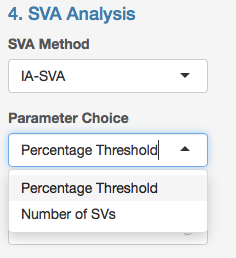 4. SVA Analysis
SVA Method
IA-SVA
Parameter Choice
Percentage Threshold
Percentage Threshold
Number of SVs